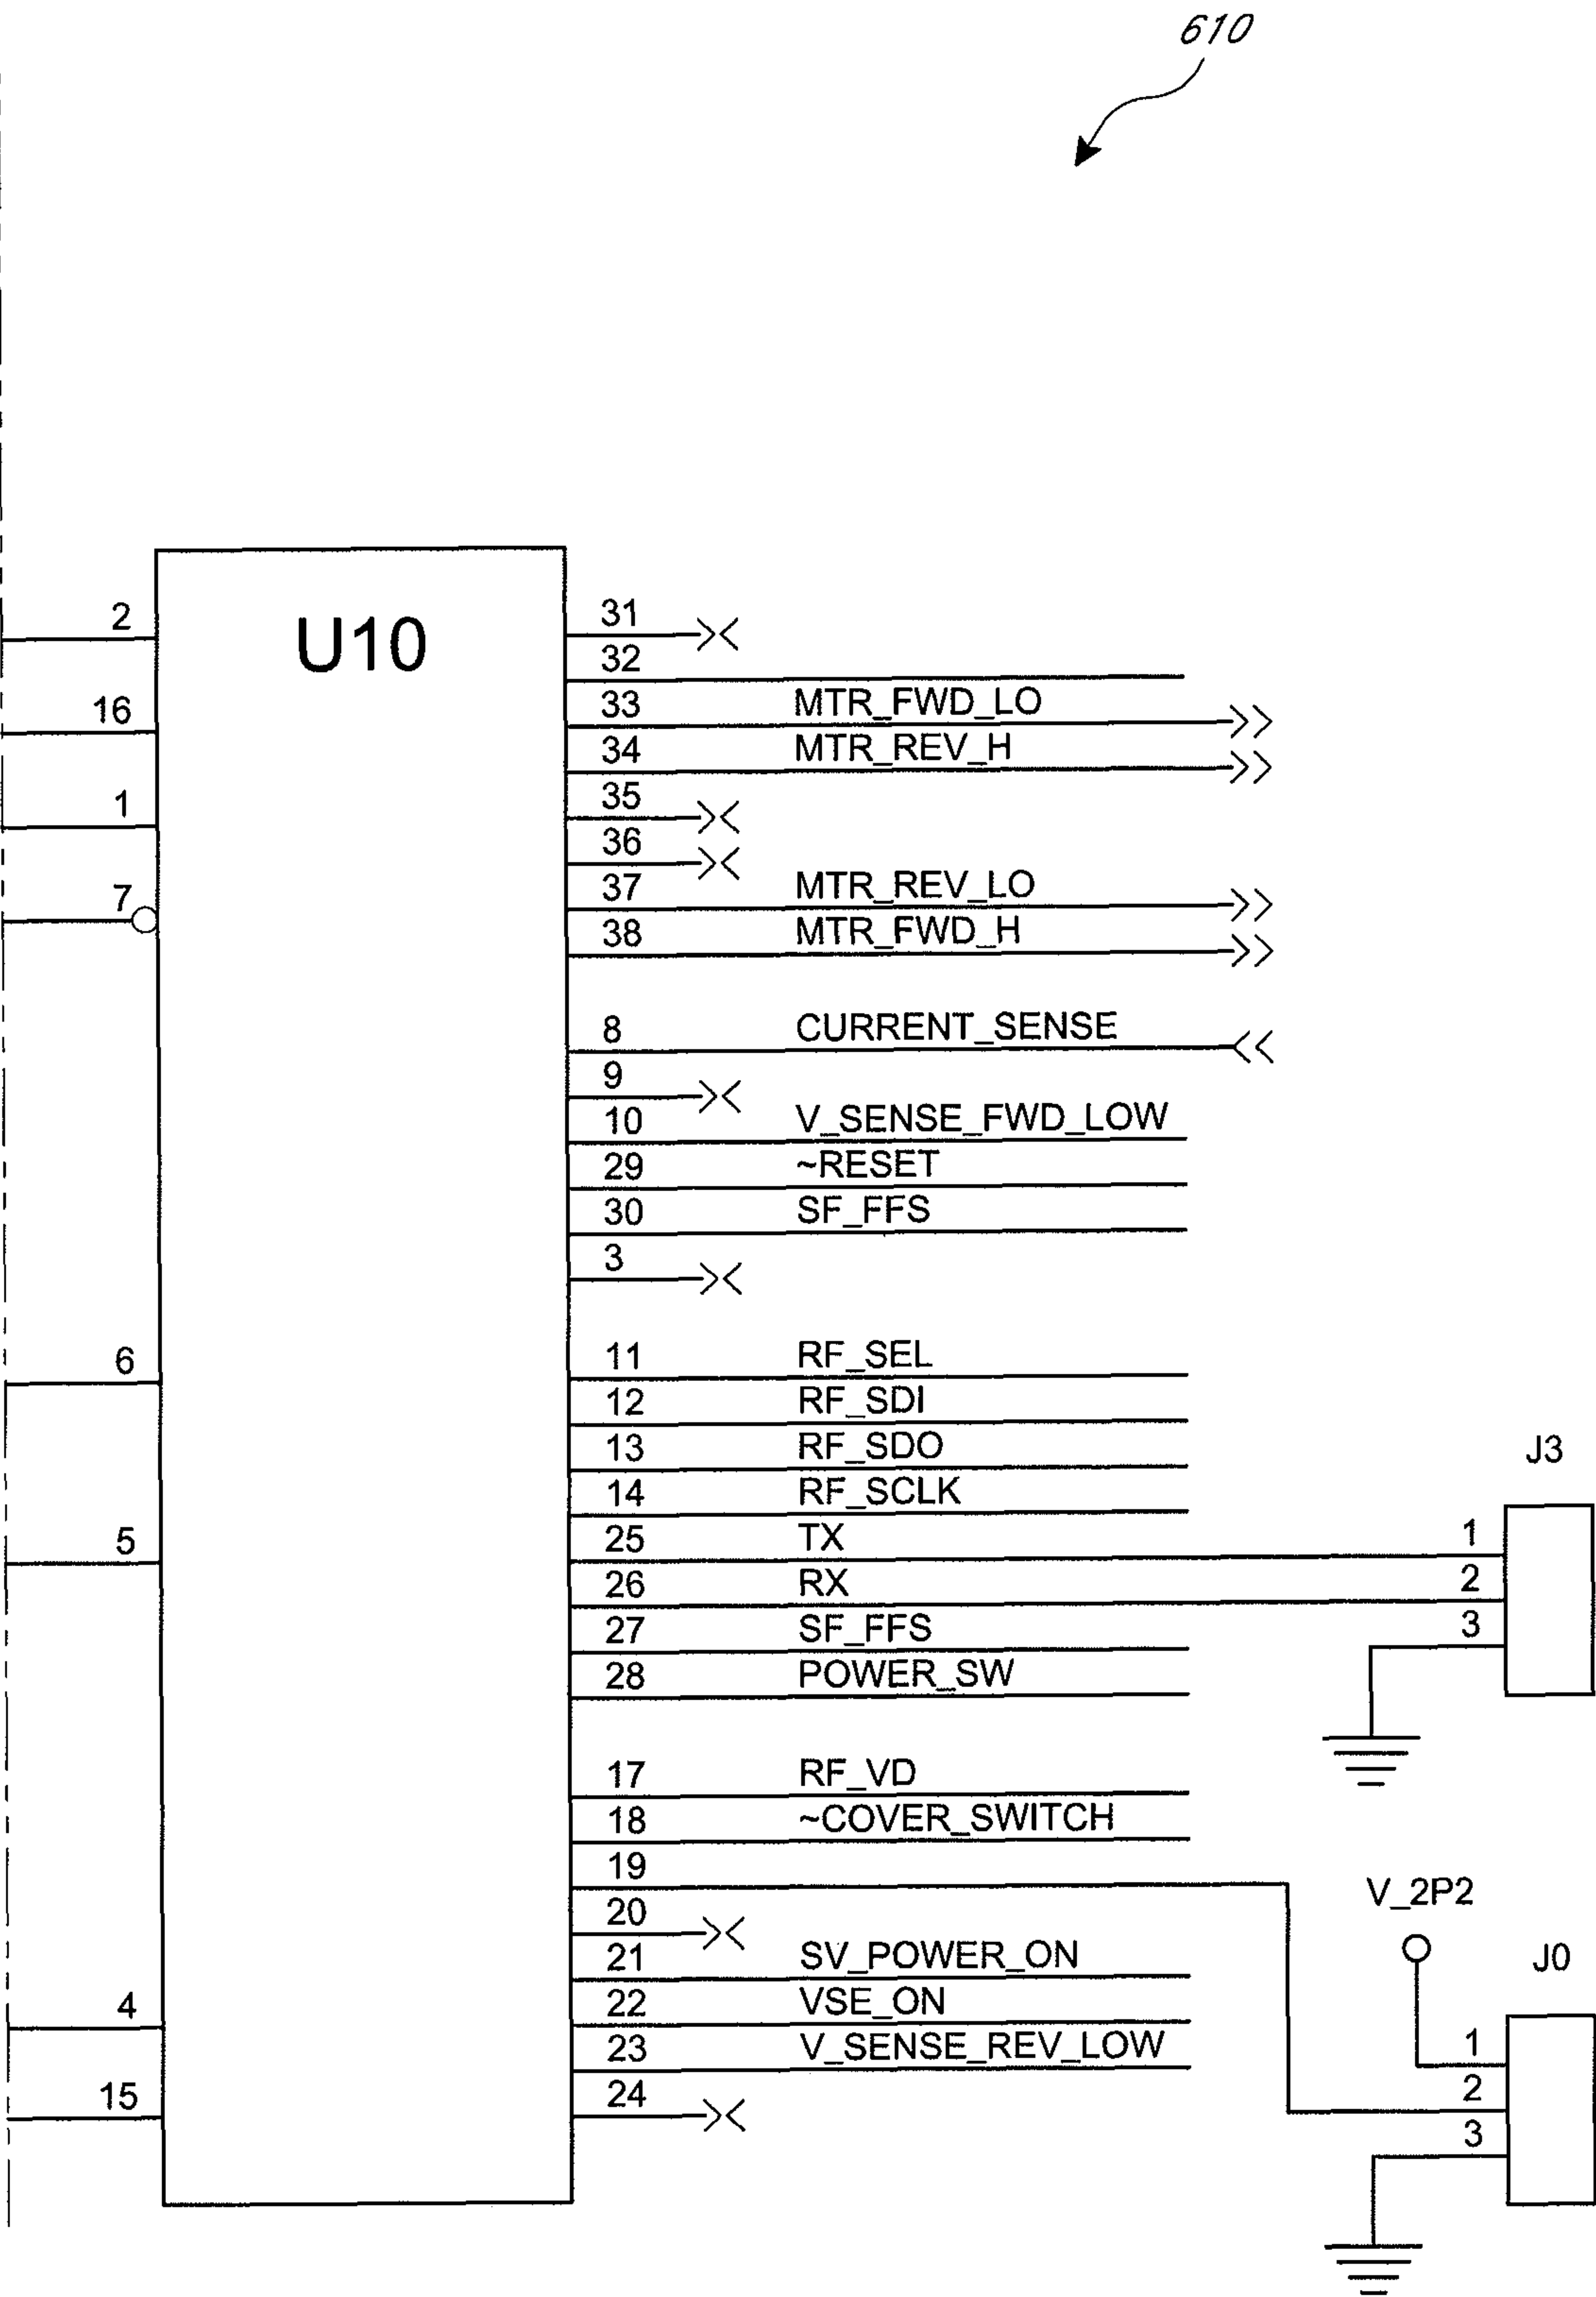 610
U10
2
16
1
7
6
5
4
15
31
32
33 MTR_FWD_LO
34 MTR_REV_H
35
36
37 MTR_REV_LO
38 MTR_FWD_H
8 CURRENT_SENSE
9
10 V_SENSE_FWD_LOW
29 ~RESET
30 SF_FFS
3
11 RF_SEL
12 RF_SDI
13 RF_SDO
14 RF_SCLK
25 TX
26 RX
27 SF_FFS
28 POWER_SW
17 RF_VD
18 ~COVER_SWITCH
19
20
21 SV_POWER_ON
22 VSE_ON
23 V_SENSE_REV_LOW
24
J3
1
2
3
V_2P2
J0
1
2
3